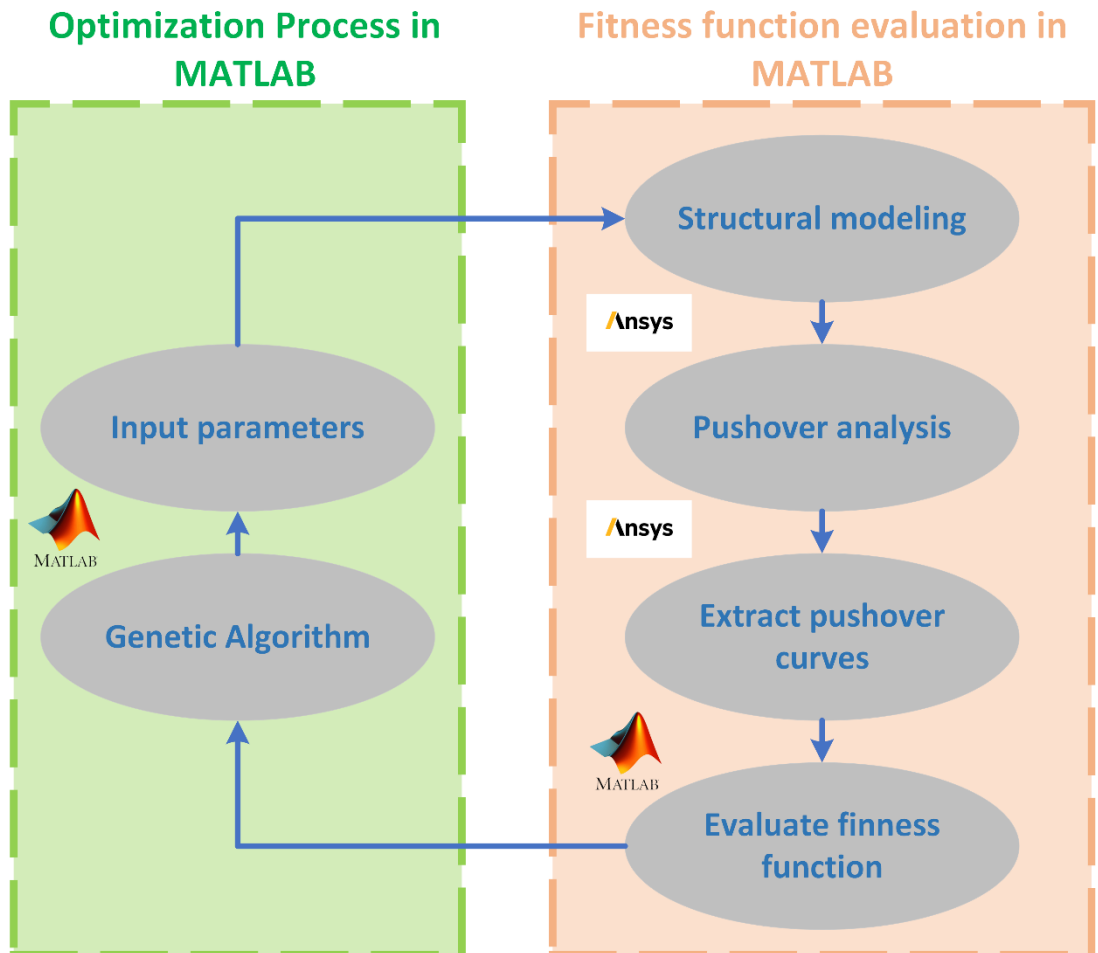 Optimization Process in
MATLAB
Fitness function evaluation in
MATLAB
Structural modeling
Ansys
Input parameters
Pushover analysis
MATLAB
Ansys
Genetic Algorithm
Extract pushover
curves
MATLAB
Evaluate finness
function